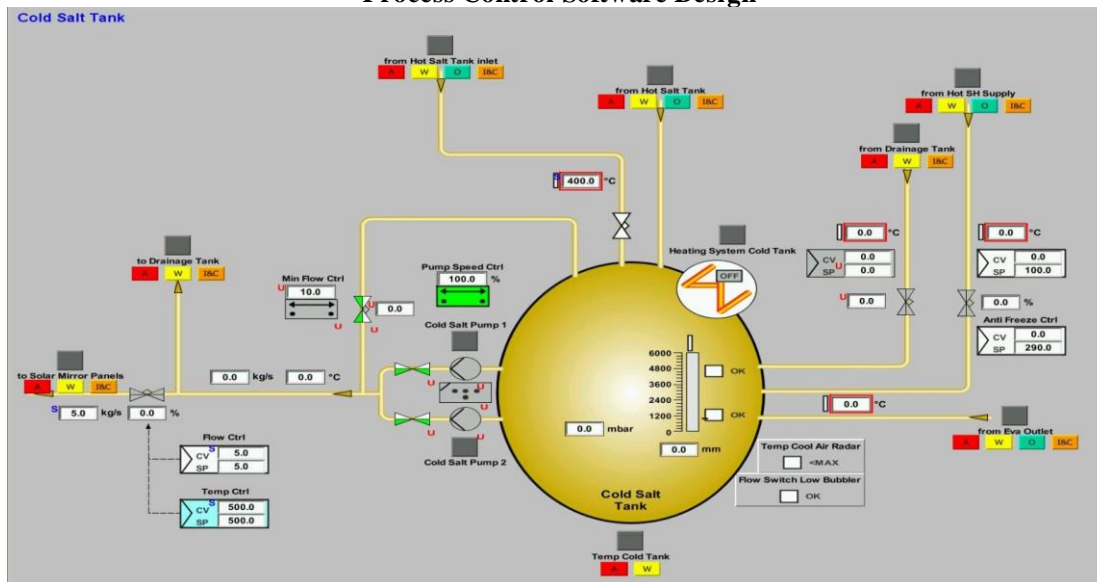 Process Control Software Design
Cold Salt Tank
from Hot Salt Tank inlet
A W O I&C
from Hot Salt Tank
A W O I&C
from Hot SH Supply
A W O I&C
from Drainage Tank
A W I&C
S 400.0 °C
to Drainage Tank
A W I&C
Heating System Cold Tank
OFF
0.0 °C
0.0 °C
CV 0.0
SP 0.0
U
CV 0.0
SP 100.0
Min Flow Ctrl
U 10.0
U
Pump Speed Ctrl
100.0 %
U 0.0
U
U 0.0
0.0 %
Cold Salt Pump 1
Anti Freeze Ctrl
CV 0.0
SP 290.0
to Solar Mirror Panels
A W I&C
0.0 kg/s
0.0 °C
U
U
U
U
U
6000
4800
3600
2400
1200
0
OK
OK
0.0 °C
S 5.0 kg/s
0.0 %
0.0 mbar
0.0 mm
from Eva Outlet
A W O I&C
Flow Ctrl
S
CV 5.0
SP 5.0
Cold Salt Pump 2
Temp Cool Air Radar
<MAX
Flow Switch Low Bubbler
OK
Temp Ctrl
S
CV 500.0
SP 500.0
Cold Salt
Tank
Temp Cold Tank
A W